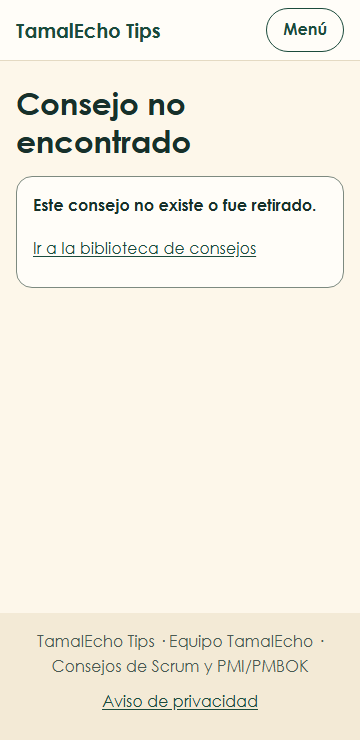 TamalEcho Tips
Menú
Consejo no
encontrado
Este consejo no existe o fue retirado.
Ir a la biblioteca de consejos
TamalEcho Tips · Equipo TamalEcho ·
Consejos de Scrum y PMI/PMBOK
Aviso de privacidad